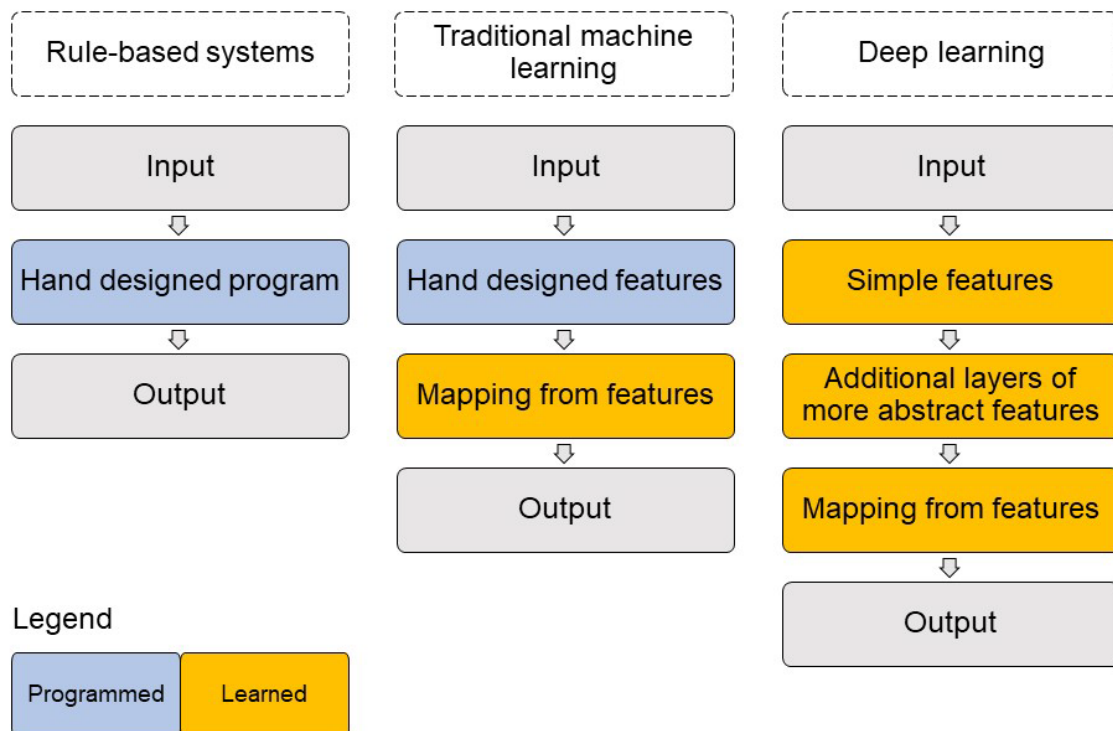 Rule-based systems
Traditional machine
learning
Deep learning
Input
Hand designed program
Output
Input
Hand designed features
Mapping from features
Output
Input
Simple features
Additional layers of
more abstract features
Mapping from features
Output
Legend
Programmed
Learned